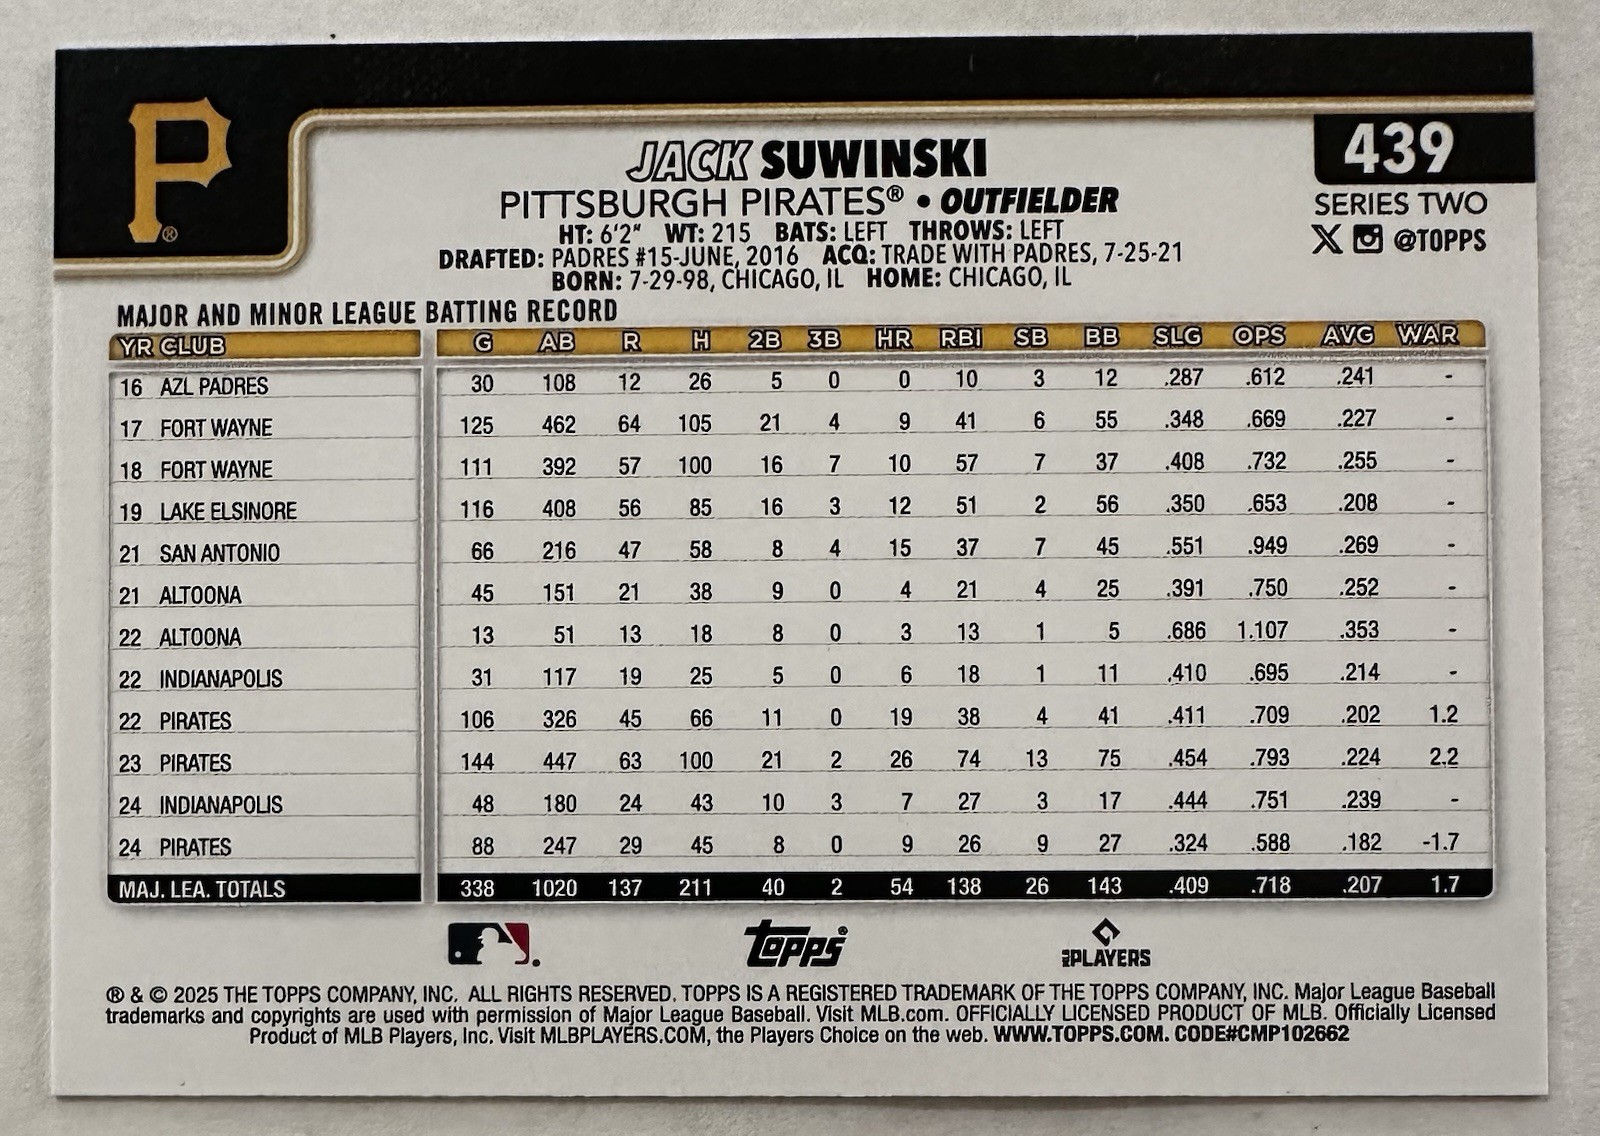 P®
439
JACK SUWINSKI
PITTSBURGH PIRATES® • OUTFIELDER
SERIES TWO
X @TOPPS
HT: 6'2" WT: 215 BATS: LEFT THROWS: LEFT
DRAFTED: PADRES #15-JUNE, 2016 ACQ: TRADE WITH PADRES, 7-25-21
BORN: 7-29-98, CHICAGO, IL HOME: CHICAGO, IL
MAJOR AND MINOR LEAGUE BATTING RECORD
YR CLUB G AB R H 2B 3B HR RBI SB BB SLG OPS AVG WAR
16 AZL PADRES 30 108 12 26 5 0 0 10 3 12 .287 .612 .241 -
17 FORT WAYNE 125 462 64 105 21 4 9 41 6 55 .348 .669 .227 -
18 FORT WAYNE 111 392 57 100 16 7 10 57 7 37 .408 .732 .255 -
19 LAKE ELSINORE 116 408 56 85 16 3 12 51 2 56 .350 .653 .208 -
21 SAN ANTONIO 66 216 47 58 8 4 15 37 7 45 .551 .949 .269 -
21 ALTOONA 45 151 21 38 9 0 4 21 4 25 .391 .750 .252 -
22 ALTOONA 13 51 13 18 8 0 3 13 1 5 .686 1.107 .353 -
22 INDIANAPOLIS 31 117 19 25 5 0 6 18 1 11 .410 .695 .214 -
22 PIRATES 106 326 45 66 11 0 19 38 4 41 .411 .709 .202 1.2
23 PIRATES 144 447 63 100 21 2 26 74 13 75 .454 .793 .224 2.2
24 INDIANAPOLIS 48 180 24 43 10 3 7 27 3 17 .444 .751 .239 -
24 PIRATES 88 247 29 45 8 0 9 26 9 27 .324 .588 .182 -1.7
MAJ. LEA. TOTALS 338 1020 137 211 40 2 54 138 26 143 .409 .718 .207 1.7
Topps® MLB PLAYERS
® & © 2025 THE TOPPS COMPANY, INC. ALL RIGHTS RESERVED. TOPPS IS A REGISTERED TRADEMARK OF THE TOPPS COMPANY, INC. Major League Baseball
trademarks and copyrights are used with permission of Major League Baseball. Visit MLB.com. OFFICIALLY LICENSED PRODUCT OF MLB. Officially Licensed
Product of MLB Players, Inc. Visit MLBPLAYERS.COM, the Players Choice on the web. WWW.TOPPS.COM. CODE#CMP102662